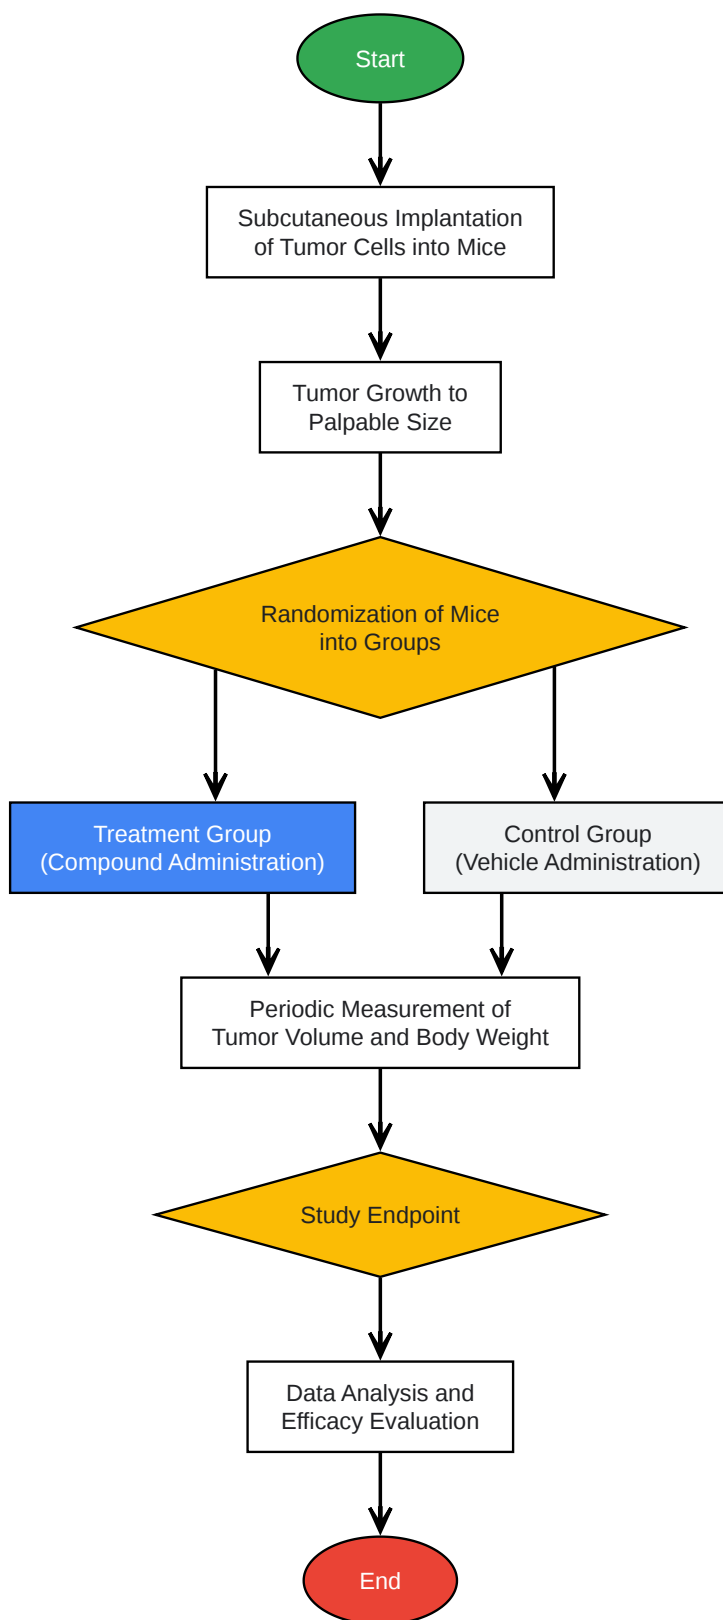 Start
Subcutaneous Implantation
of Tumor Cells into Mice
Tumor Growth to
Palpable Size
Randomization of Mice
into Groups
Treatment Group
(Compound Administration)
Control Group
(Vehicle Administration)
Periodic Measurement of
Tumor Volume and Body Weight
Study Endpoint
Data Analysis and
Efficacy Evaluation
End